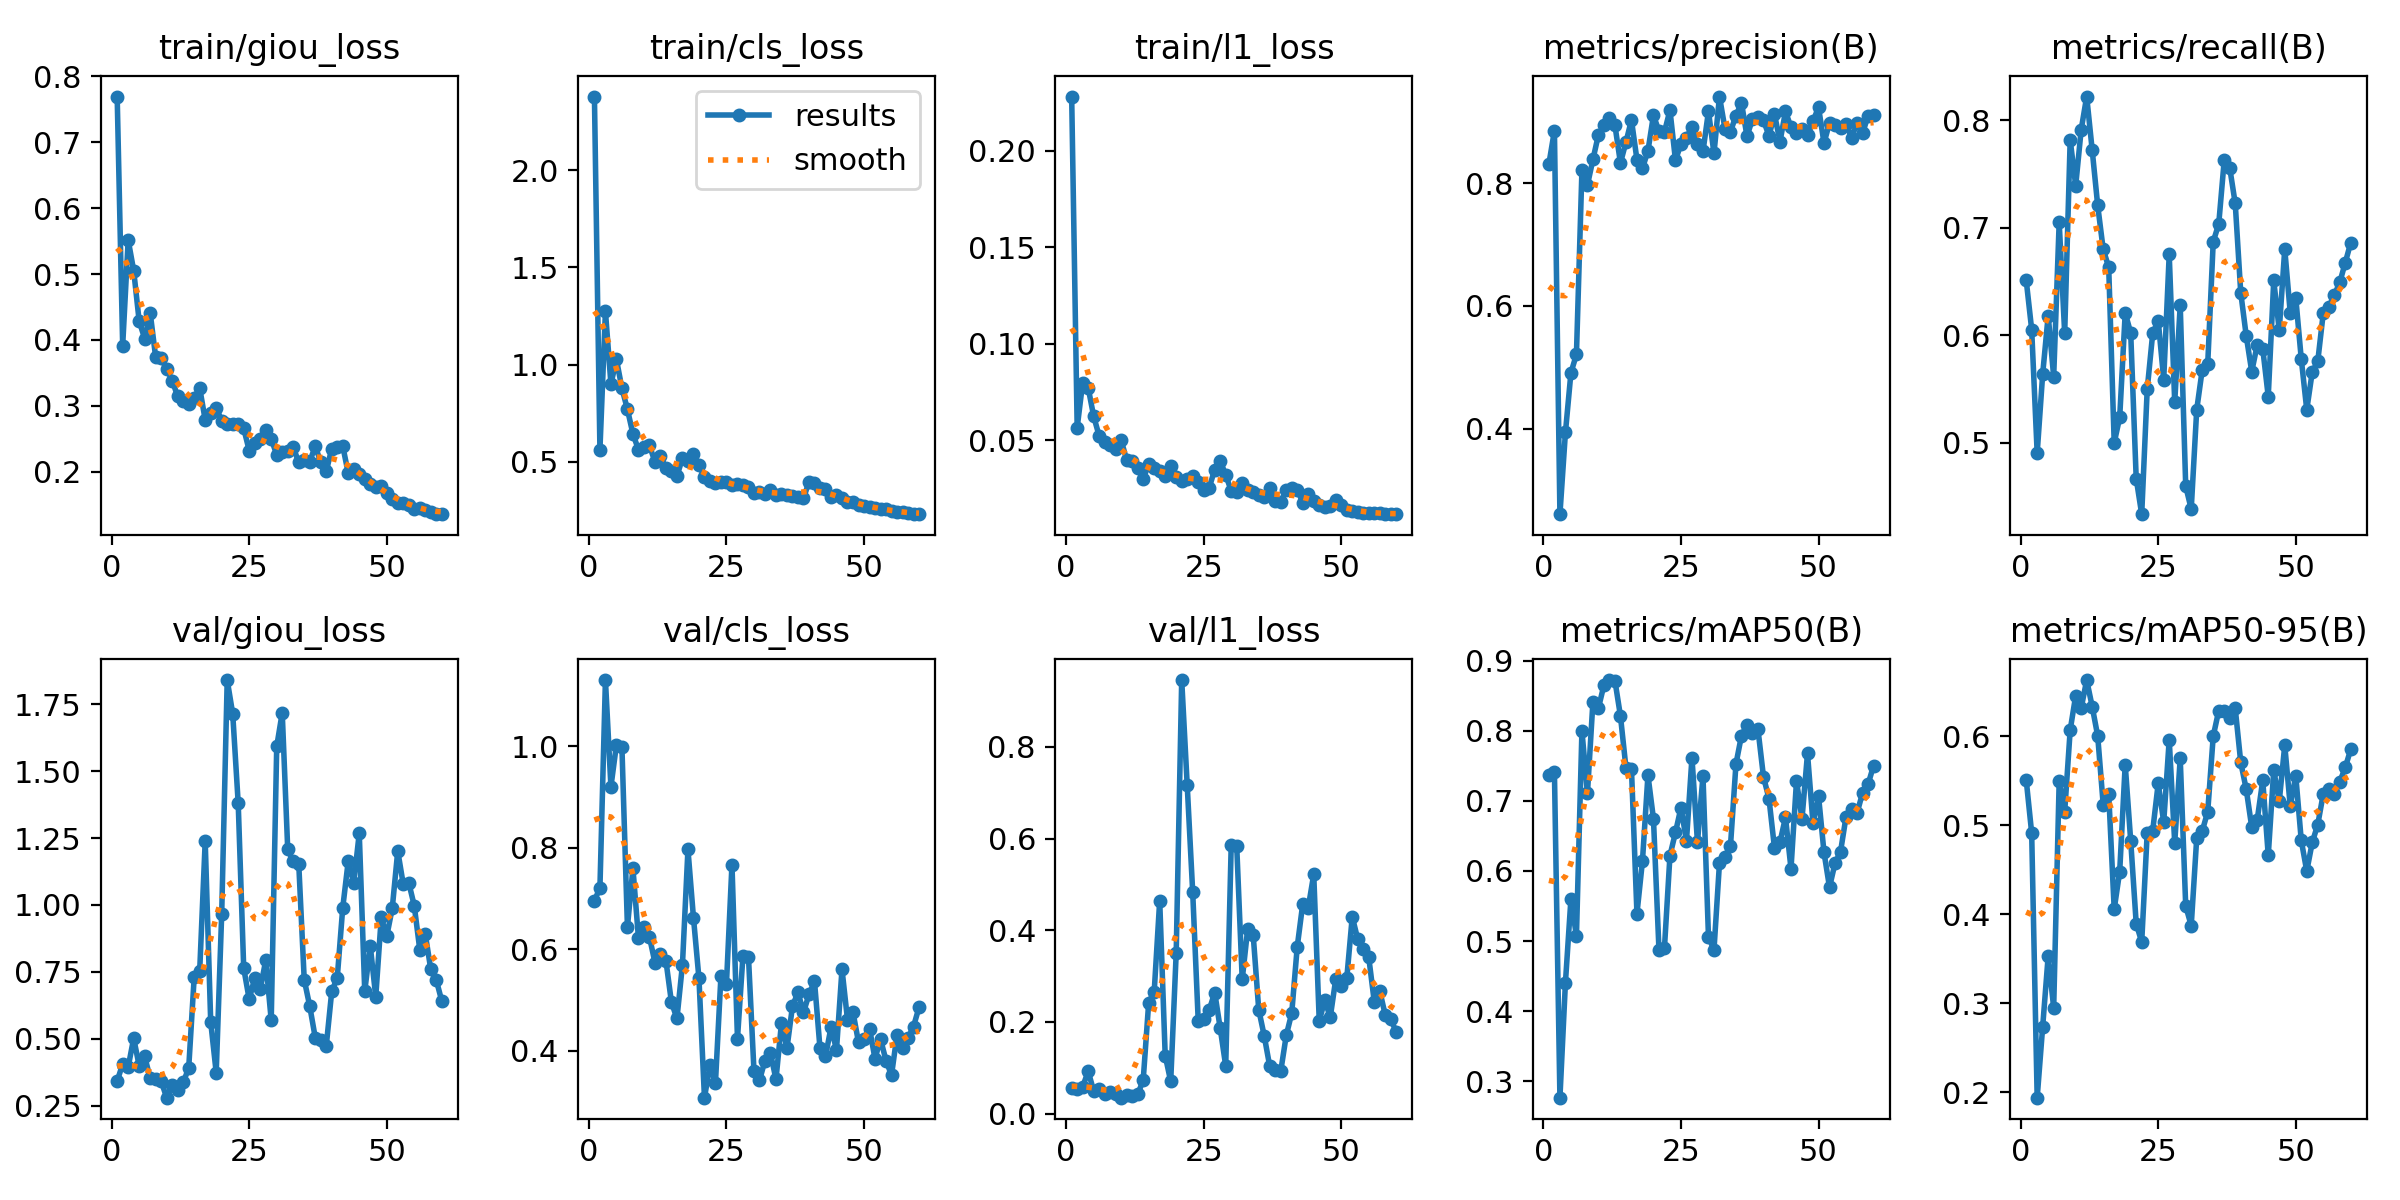 train/giou_loss
train/cls_loss
train/l1_loss
metrics/precision(B)
metrics/recall(B)
0.8
0.7
0.6
0.5
0.4
0.3
0.2
0 25 50
2.0
1.5
1.0
0.5
0 25 50
results
smooth
0.20
0.15
0.10
0.05
0 25 50
0.8
0.6
0.4
0 25 50
0.8
0.7
0.6
0.5
0 25 50
val/giou_loss
val/cls_loss
val/l1_loss
metrics/mAP50(B)
metrics/mAP50-95(B)
1.75
1.50
1.25
1.00
0.75
0.50
0.25
0 25 50
1.0
0.8
0.6
0.4
0 25 50
0.8
0.6
0.4
0.2
0.0
0 25 50
0.9
0.8
0.7
0.6
0.5
0.4
0.3
0 25 50
0.6
0.5
0.4
0.3
0.2
0 25 50